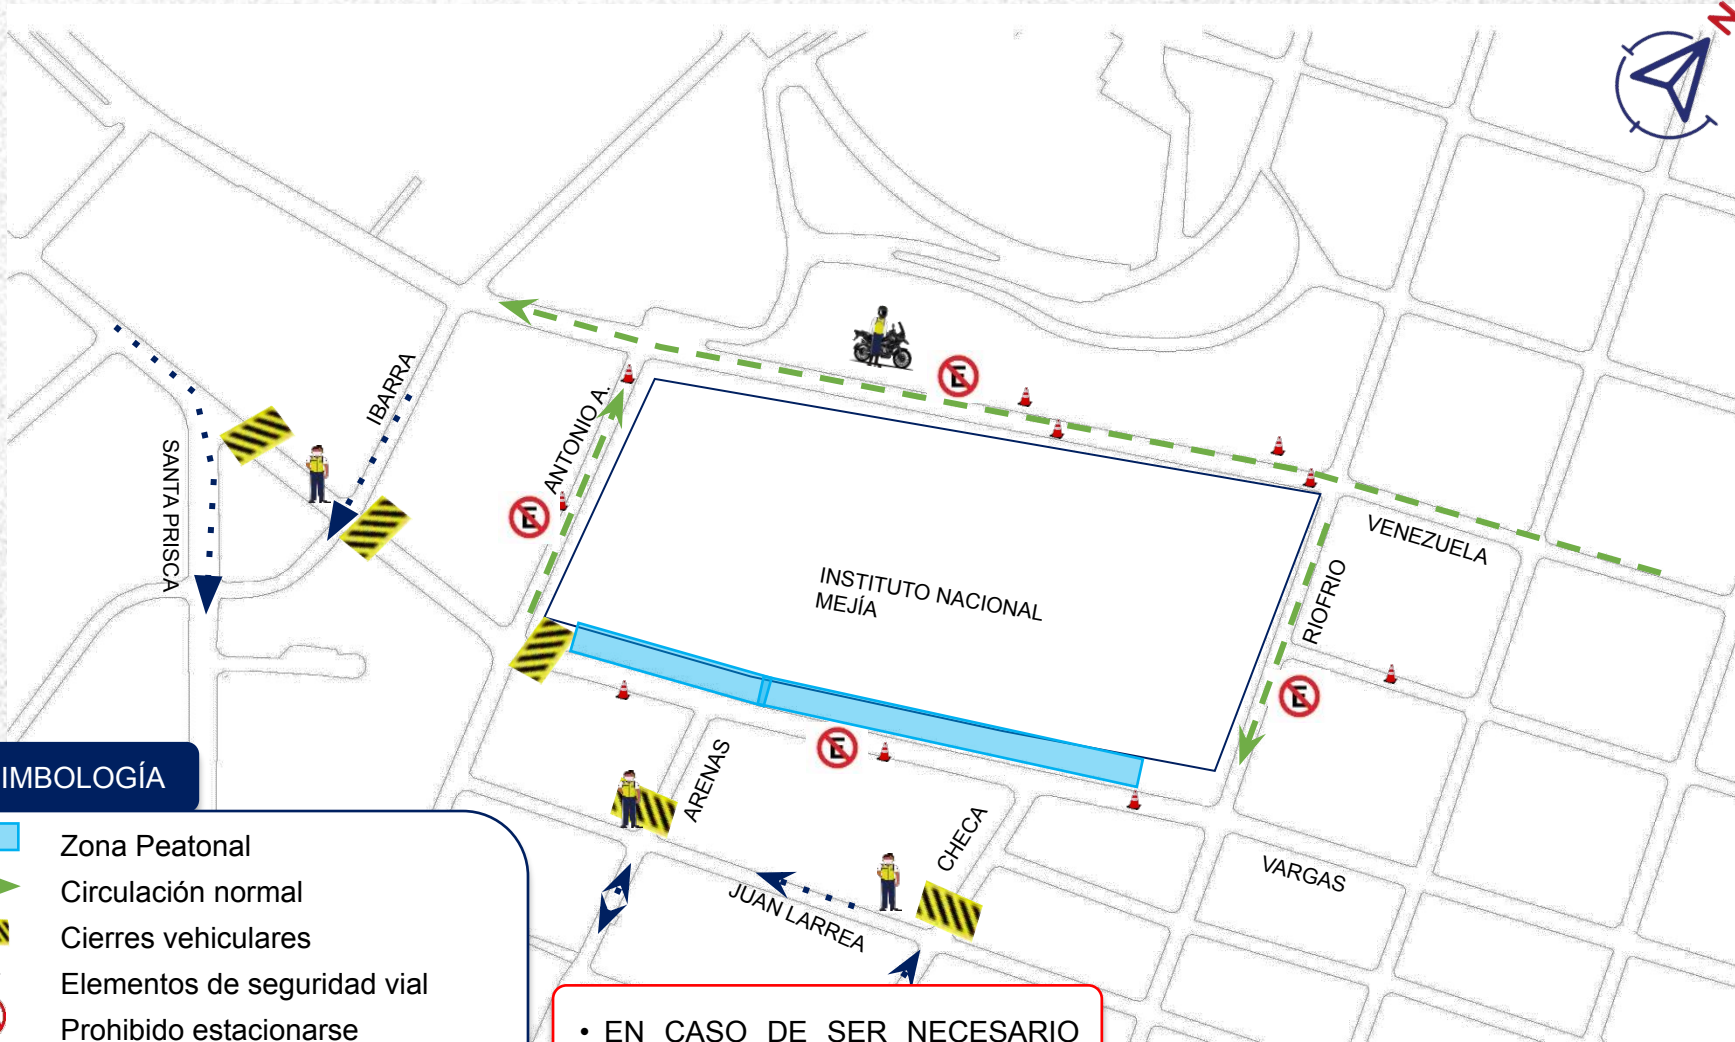 N
IBARRA
ANTONIO A.
SANTA PRISCA
E
E
VENEZUELA
INSTITUTO NACIONAL
MEJÍA
RIOFRIO
E
E
ARENAS
CHECA
VARGAS
JUAN LARREA
IMBOLOGÍA
Zona Peatonal
Circulación normal
Cierres vehiculares
Elementos de seguridad vial
Prohibido estacionarse
• EN CASO DE SER NECESARIO